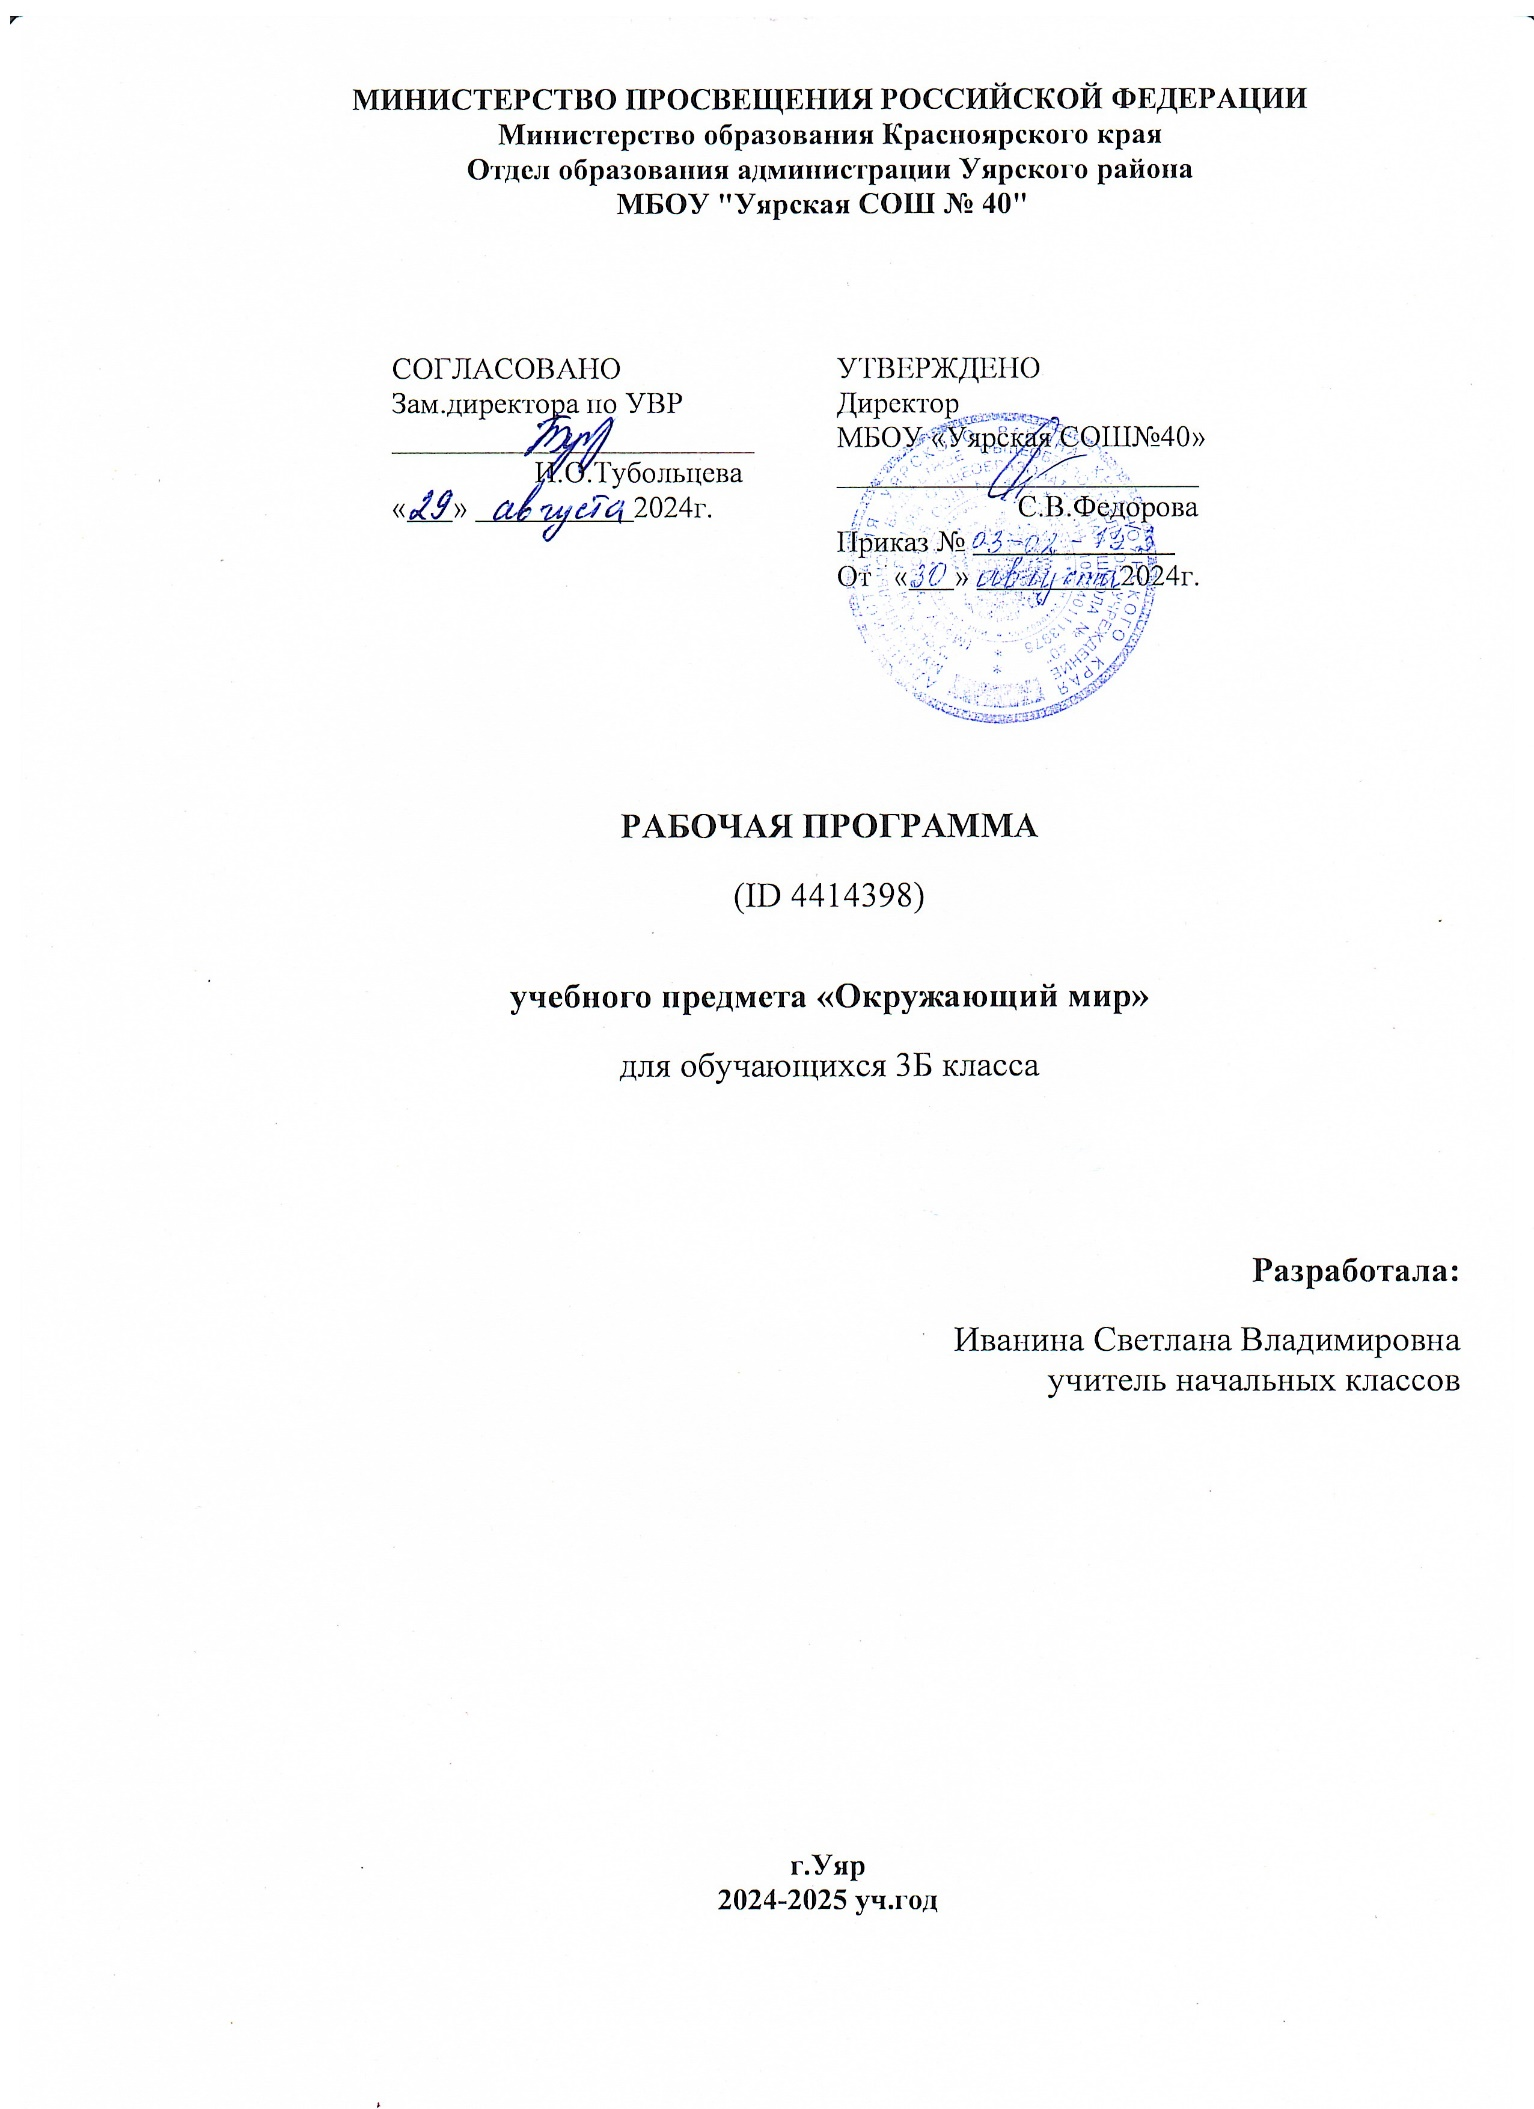 МИНИСТЕРСТВО ПРОСВЕЩЕНИЯ РОССИЙСКОЙ ФЕДЕРАЦИИ
Министерство образования Красноярского края
Отдел образования администрации Уярского района
МБОУ "Уярская СОШ № 40"
СОГЛАСОВАНО
Зам.директора по УВР
И.О.Тубольцева
«29» августа 2024г.
УТВЕРЖДЕНО
Директор
МБОУ «Уярская СОШ№40»
С.В.Федорова
Приказ № 03-02-
От «30» августа 2024г.
РАБОЧАЯ ПРОГРАММА
(ID 4414398)
учебного предмета «Окружающий мир»
для обучающихся 3Б класса
Разработала:
Иванина Светлана Владимировна
учитель начальных классов
г.Уяр
2024-2025 уч.год